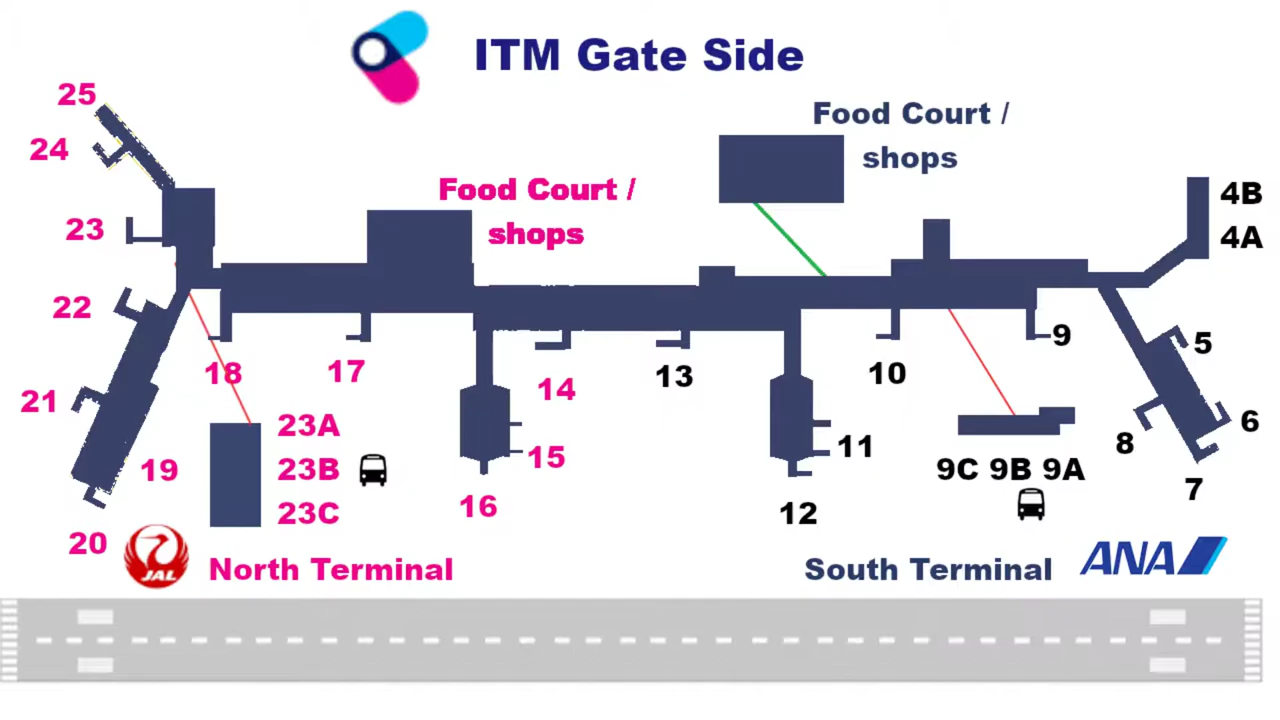 ITM Gate Side
25
Food Court /
shops
24
Food Court /
shops
4B
23
4A
22
18
17
14
13
10
9
5
21
23A
6
19
23B
15
11
8
9C 9B 9A
7
16
12
23C
20
JAL
North Terminal
South Terminal
ANA